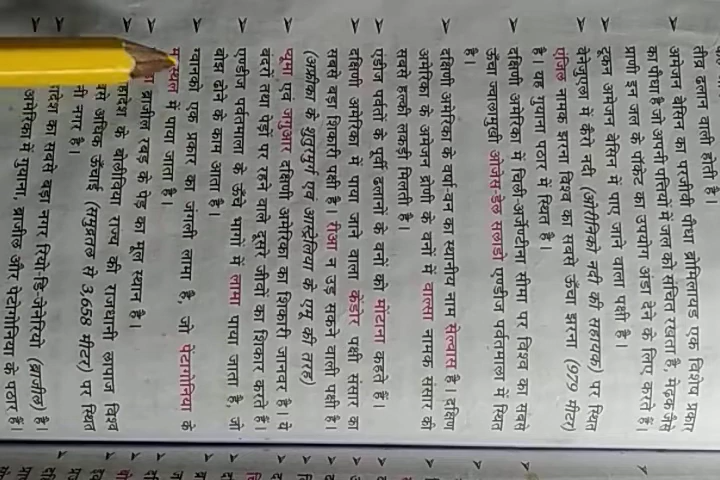 तीव्र ढलान वाली होती है।
➤ अमेजन बेसिन का परजीवी पौधा ब्रोमिलायड एक विशेष प्रकार
का पौधा है जो अपनी पत्तियों में जल को संचित रखता है, मेढ़क जैसे
प्राणी इन जल के पॉकेट का उपयोग अंडा देने के लिए करते हैं।
➤ टूकन अमेजन बेसिन में पाए जाने वाला पक्षी है।
➤ वेनेजुएला में कैरो नदी (ओरीनिको नदी की सहायक) पर स्थित
एंजिल नामक झरना विश्व का सबसे ऊँचा झरना (979 मीटर)
है। यह गुयाना पठार में स्थित है।
➤ दक्षिणी अमेरिका में चिली-अर्जेन्टीना सीमा पर विश्व का सबसे
ऊँचा ज्वालामुखी ओजेस-डेल सलाडो एण्डीज पर्वतमाला में स्थित
है।
➤ दक्षिणी अमेरिका के वर्षा-वन का स्थानीय नाम सेल्वास है, दक्षिण
अमेरिका के अमेजन द्रोणी के वनों में बाल्सा नामक संसार की
सबसे हल्की लकड़ी मिलती है।
➤ एंडीज पर्वतों के पूर्वी ढलानों के वनों को मोंटाना कहते हैं।
➤ दक्षिणी अमेरिका में पाया जाने वाला कंडोर पक्षी संसार का
सबसे बड़ा शिकारी पक्षी है। रीआ न उड़ सकने वाली पक्षी है।
(अफ्रीका के शुतुरमुर्ग एवं आस्ट्रेलिया के एमू की तरह)
➤ प्यूमा एवं जगुआर दक्षिणी अमेरिका का शिकारी जानवर है। ये
बंदरों तथा पेड़ों पर रहने वाले दूसरे जीवों का शिकार करते हैं
➤ एण्डीज पर्वतमाला के ऊँचे भागों में लामा पाया जाता है, जो
बोझ ढोने के काम आता है।
➤ ग्वानको एक प्रकार का जंगली लामा है, जो पेंटागोनिया के
में पाया जाता है।
ब्राजील रबड़ के पेड़ का मूल स्थान है।
के बोलीविया राज्य की राजधानी लापाज विश्व
अधिक ऊँचाई (समुद्रतल से 3,658 मीटर) पर स्थित
नगर है।
➤ का सबसे बड़ा नगर रियो-डि-जेनेरियो (ब्राजील) है
➤ अमेरिका में गुयाना, ब्राजील और पेंटोगोनिया के पठार हैं।